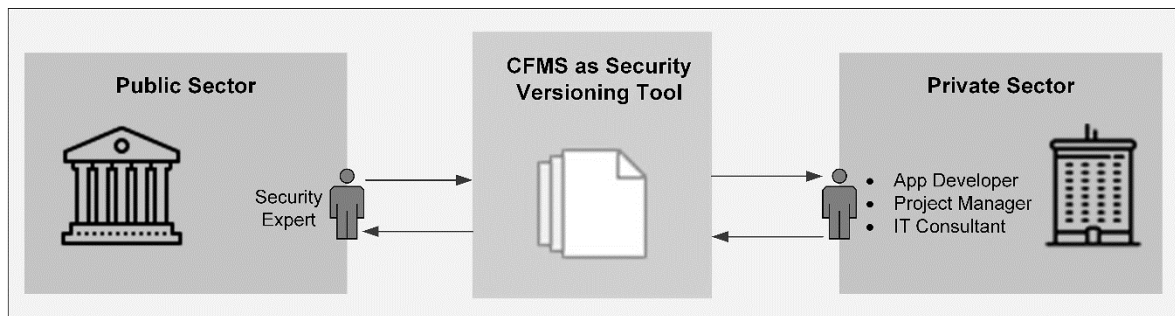 Public Sector
Security
Expert
CFMS as Security
Versioning Tool
Private Sector
• App Developer
• Project Manager
• IT Consultant